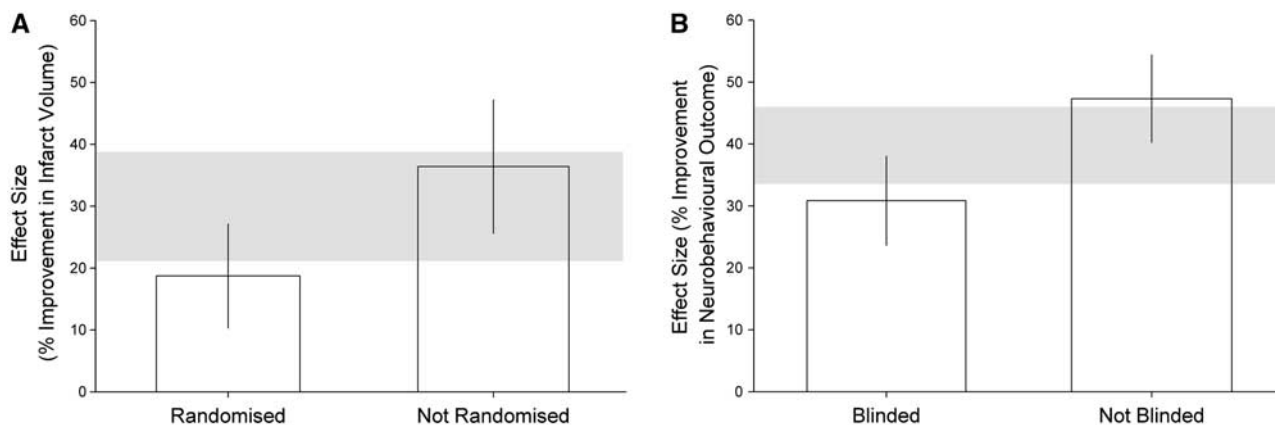 A
Effect Size
(% Improvement in Infarct Volume)
60
50
40
30
20
10
0
Randomised
Not Randomised
B
Effect Size (% Improvement
in Neurobehavioural Outcome)
60
50
40
30
20
10
0
Blinded
Not Blinded